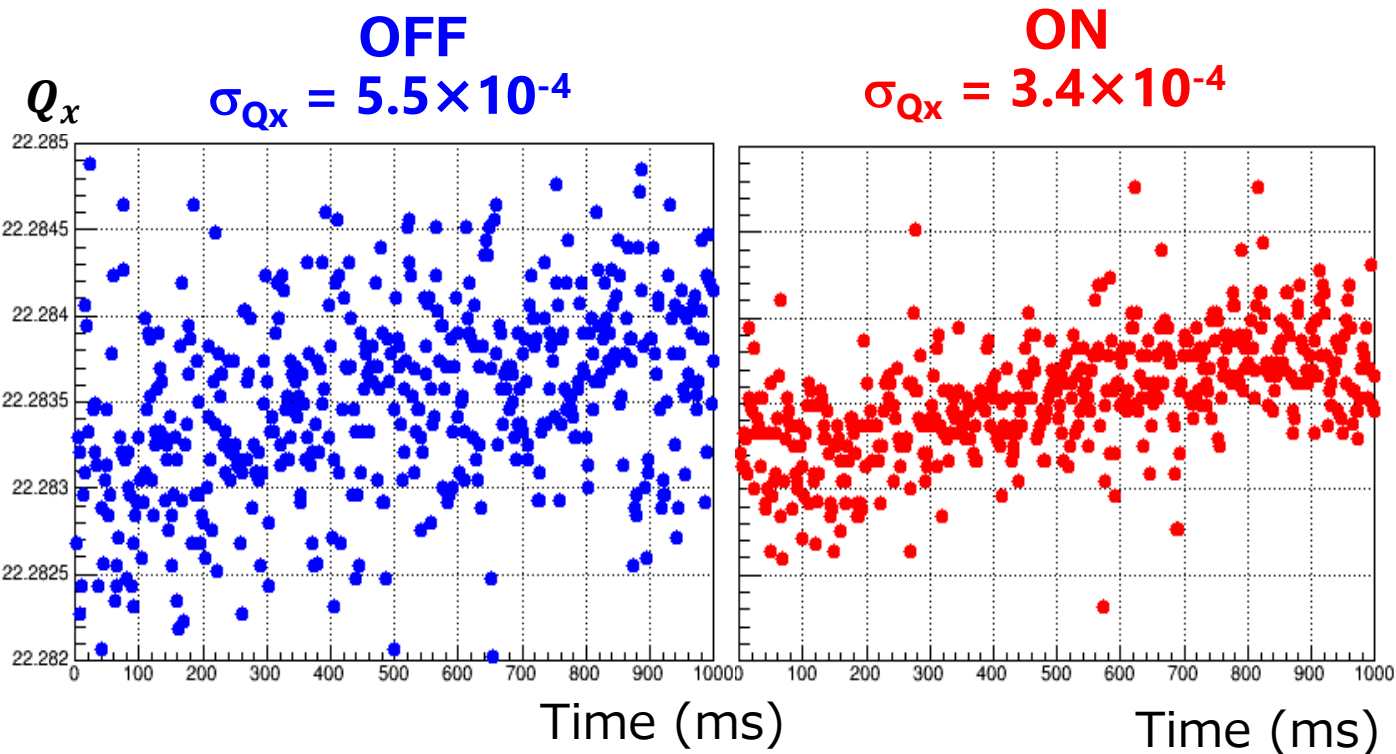 OFF
σQx = 5.5×10-4
ON
σQx = 3.4×10-4
Qx
22.285
22.2845
22.284
22.2835
22.283
22.2825
22.282
0 100 200 300 400 500 600 700 800 900 1000
100 200 300 400 500 600 700 800 900 1000
Time (ms)
Time (ms)